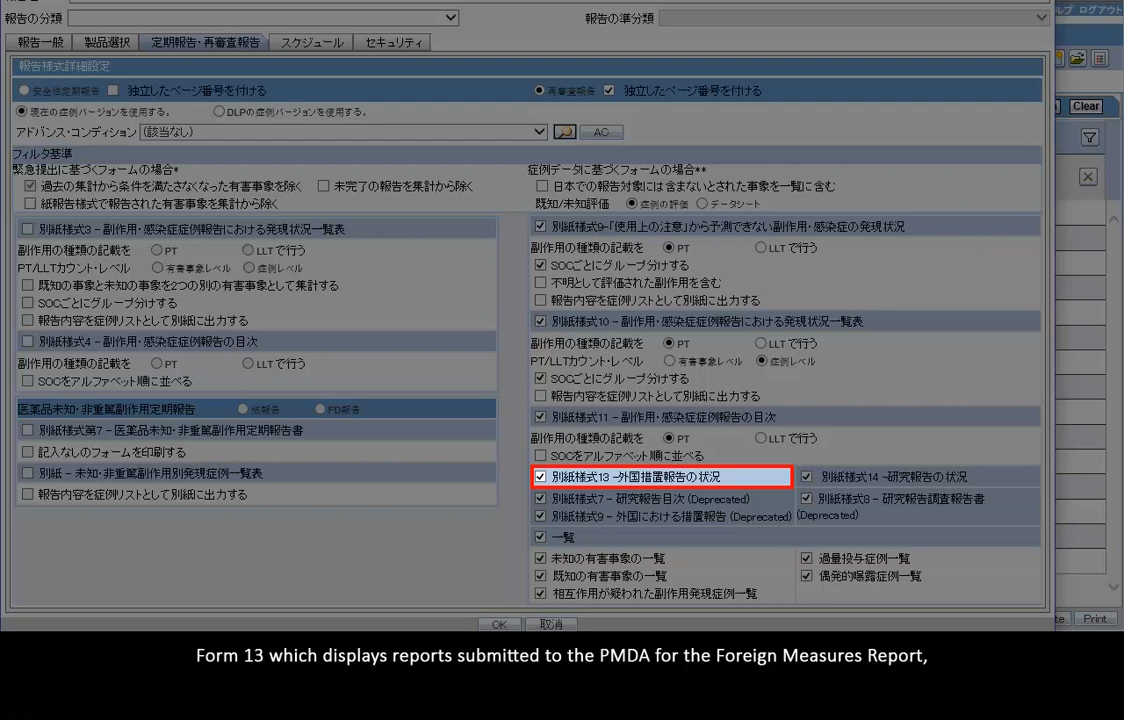 報告の分類 報告の準分類
ルプ ログアウト
報告一般 製品選択 定期報告・再審査報告 スケジュール セキュリティ
報告様式詳細設定
安全性定期報告 独立したページ番号を付ける 再審査報告 独立したページ番号を付ける
現在の症例バージョンを使用する。 DLPの症例バージョンを使用する。
Clear
アドバンス・コンディション (該当なし) AC
フィルタ基準
緊急提出に基づくフォームの場合* 症例データに基づくフォームの場合**
過去の集計から条件を満たさなくなった有害事象を除く 未完了の報告を集計から除く 日本での報告対象には含まないとされた事象を一覧に含む
紙報告様式で報告された有害事象を集計から除く 既知/未知評価 症例の評価 データシート
別紙様式3 - 副作用・感染症症例報告における発現状況一覧表
副作用の種類の記載を PT LLTで行う
PT/LLTカウント・レベル 有害事象レベル 症例レベル
既知の事象と未知の事象を2つの別の有害事象として集計する
SOCごとにグループ分けする
報告内容を症例リストとして別紙に出力する
別紙様式4 - 副作用・感染症症例報告の目次
副作用の種類の記載を PT LLTで行う
SOCをアルファベット順に並べる
医薬品未知・非重篤副作用定期報告 紙報告 FD報告
別紙様式第7 - 医薬品未知・非重篤副作用定期報告書
記入なしのフォームを印刷する
別紙 - 未知・非重篤副作用別発現症例一覧表
報告内容を症例リストとして別紙に出力する
別紙様式9-「使用上の注意」から予測できない副作用・感染症の発現状況
副作用の種類の記載を PT LLTで行う
SOCごとにグループ分けする
不明として評価された副作用を含む
報告内容を症例リストとして別紙に出力する
別紙様式10 - 副作用・感染症症例報告における発現状況一覧表
副作用の種類の記載を PT LLTで行う
PT/LLTカウント・レベル 有害事象レベル 症例レベル
SOCごとにグループ分けする
報告内容を症例リストとして別紙に出力する
別紙様式11 - 副作用・感染症症例報告の目次
副作用の種類の記載を PT LLTで行う
SOCをアルファベット順に並べる
別紙様式13 -外国措置報告の状況 別紙様式14 -研究報告の状況
別紙様式7 - 研究報告目次 (Deprecated) 別紙様式8 - 研究報告調査報告書
別紙様式9 - 外国における措置報告 (Deprecated) (Deprecated)
一覧
未知の有害事象の一覧 過量投与症例一覧
既知の有害事象の一覧 偶発的曝露症例一覧
相互作用が疑われた副作用発現症例一覧
OK 取消 Print
Form 13 which displays reports submitted to the PMDA for the Foreign Measures Report,